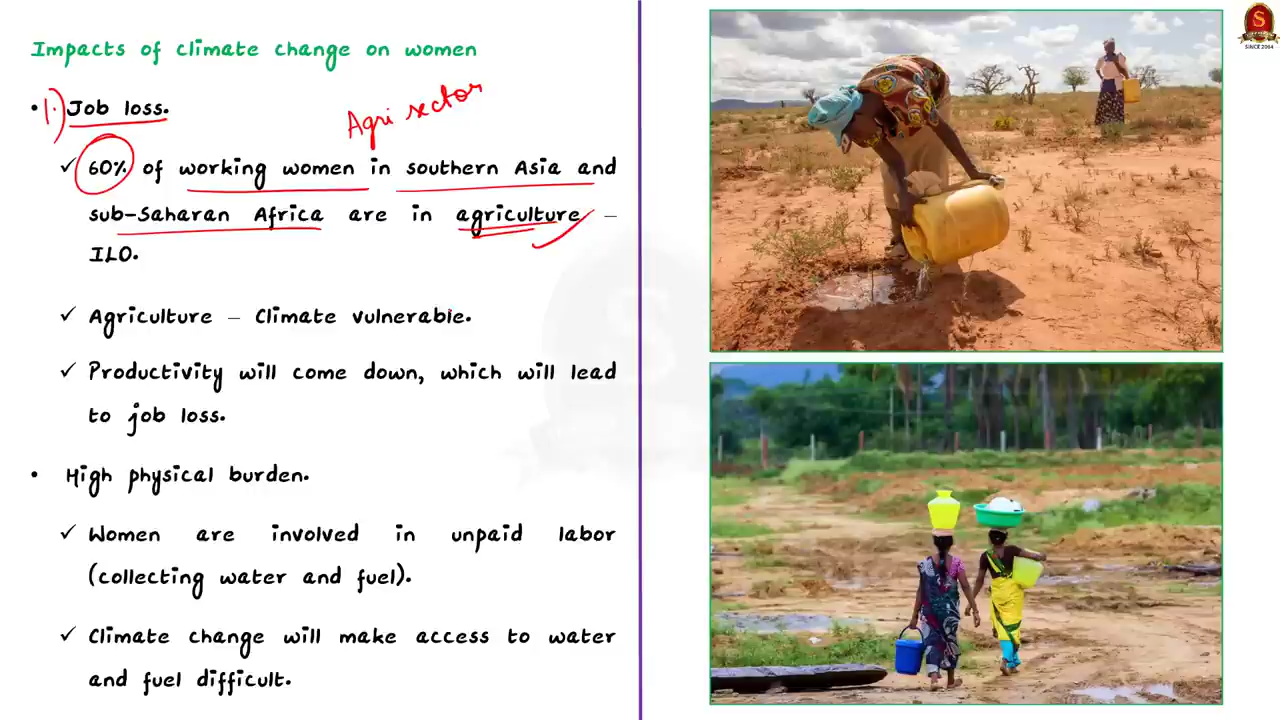 Impacts of climate change on women
• 1.) Job loss.
Agri sector
✓ 60% of working women in southern Asia and
sub-Saharan Africa are in agriculture –
ILO.
✓ Agriculture – Climate vulnerable.
✓ Productivity will come down, which will lead
to job loss.
• High physical burden.
✓ Women are involved in unpaid labor
(collecting water and fuel).
✓ Climate change will make access to water
and fuel difficult.
S
SINCE 2004